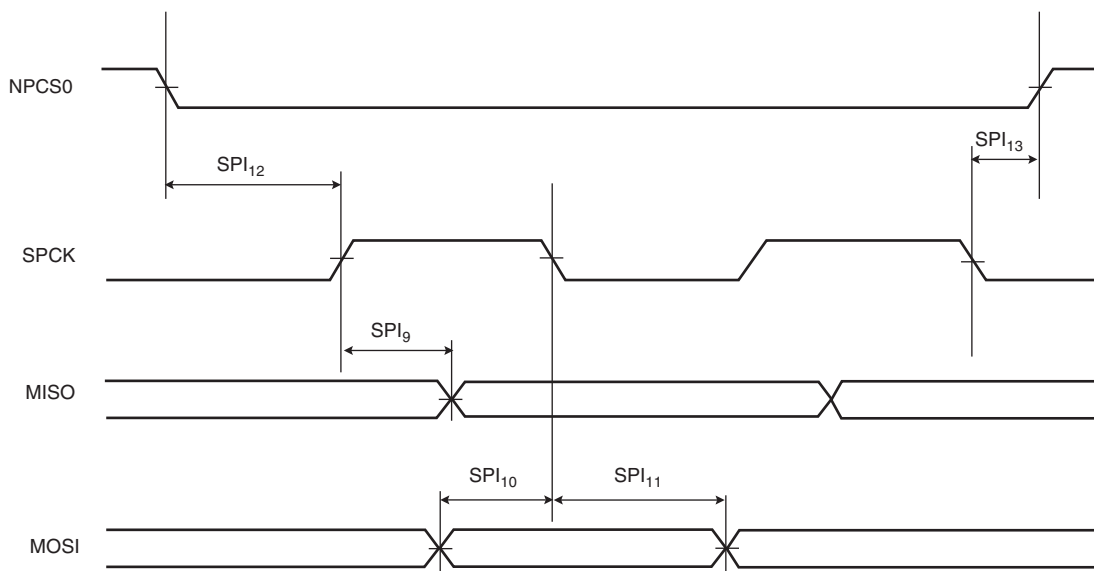 NPCS0
SPI₁₂
SPI₁₃
SPCK
SPI₉
MISO
SPI₁₀
SPI₁₁
MOSI